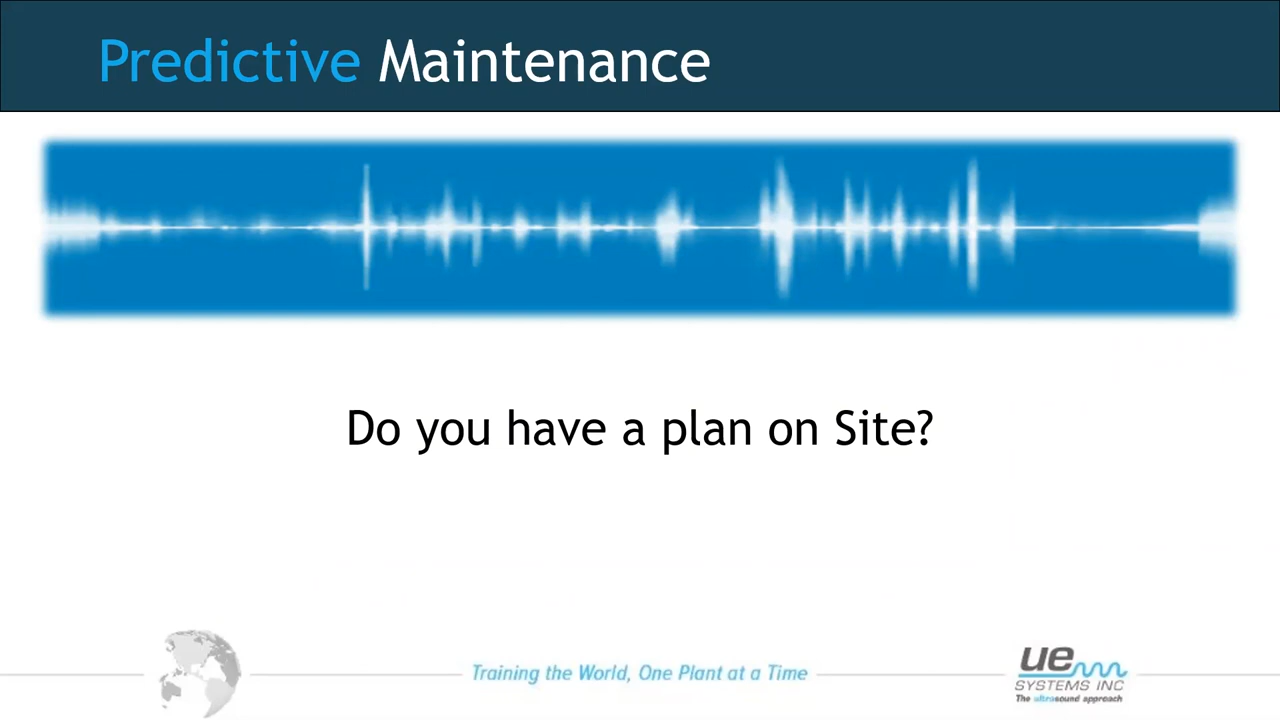 Predictive Maintenance
Do you have a plan on Site?
Training the World, One Plant at a Time
ue
SYSTEMS INC
The ultrasound approach